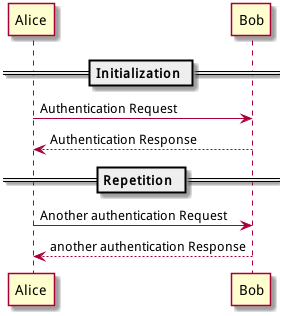 Alice Bob
Initialization
Authentication Request
Authentication Response
Repetition
Another authentication Request
another authentication Response
Alice Bob